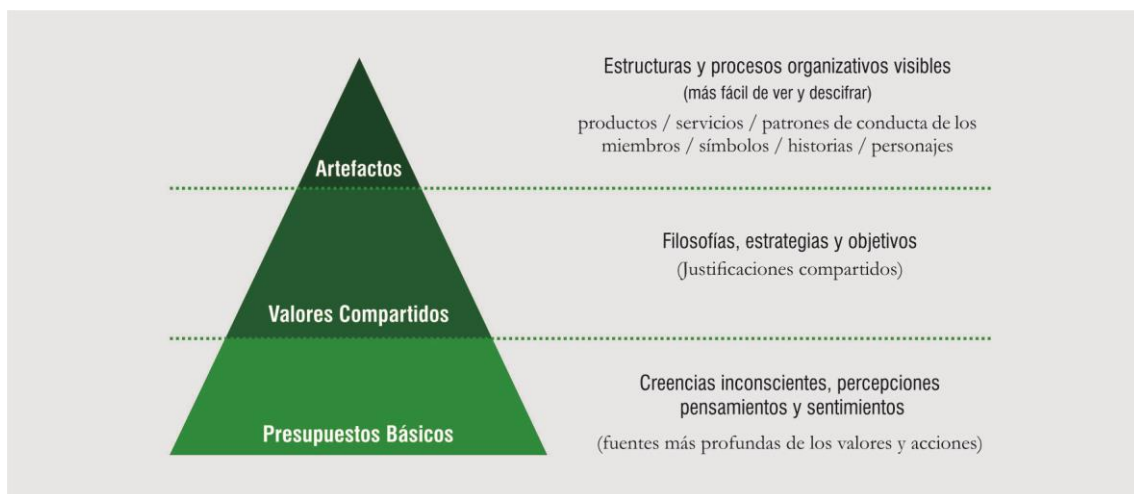 Estructuras y procesos organizativos visibles
(más fácil de ver y descifrar)
productos / servicios / patrones de conducta de los
miembros / símbolos / historias / personajes
Artefactos
Filosofías, estrategias y objetivos
(Justificaciones compartidos)
Valores Compartidos
Creencias inconscientes, percepciones
pensamientos y sentimientos
(fuentes más profundas de los valores y acciones)
Presupuestos Básicos